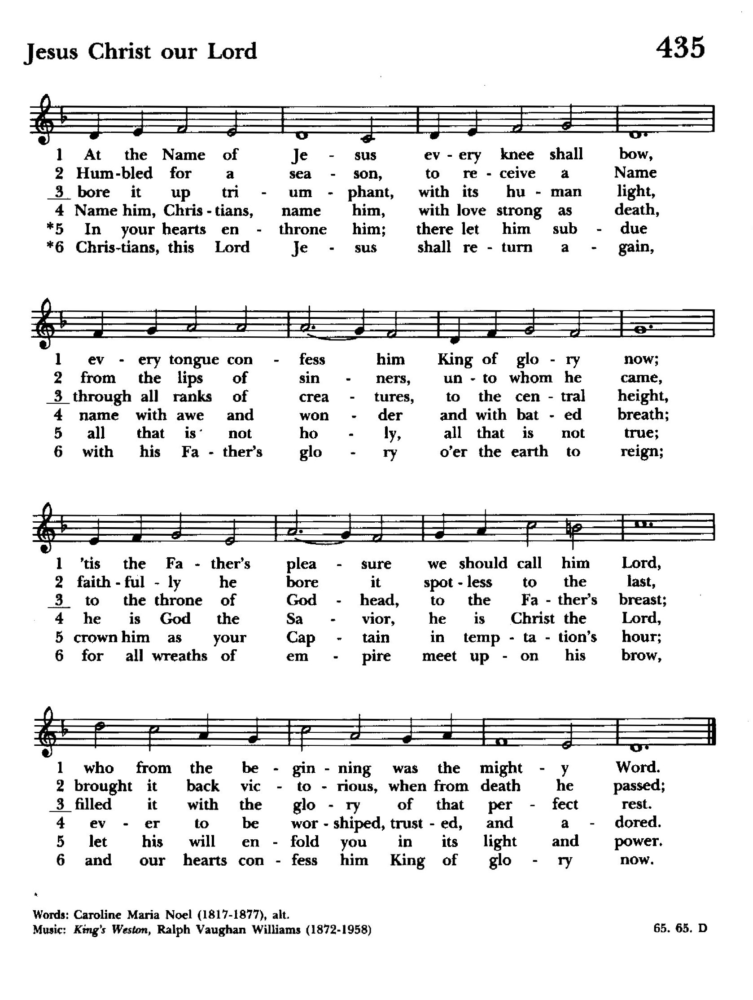 Jesus Christ our Lord 435
1 At the Name of Je - sus ev - ery knee shall bow,
2 Hum - bled for a sea - son, to re - ceive a Name
3 bore it up tri - um - phant, with its hu - man light,
4 Name him, Chris - tians, name him, with love strong as death,
*5 In your hearts en - throne him; there let him sub - due
*6 Chris - tians, this Lord Je - sus shall re - turn a - gain,
1 ev - ery tongue con - fess him King of glo - ry now;
2 from the lips of sin - ners, un - to whom he came,
3 through all ranks of crea - tures, to the cen - tral height,
4 name with awe and won - der and with bat - ed breath;
5 all that is not ho - ly, all that is not true;
6 with his Fa - ther's glo - ry o'er the earth to reign;
1 'tis the Fa - ther's plea - sure we should call him Lord,
2 faith - ful - ly he bore it spot - less to the last,
3 to the throne of God - head, to the Fa - ther's breast;
4 he is God the Sa - vior, he is Christ the Lord,
5 crown him as your Cap - tain in temp - ta - tion's hour;
6 for all wreaths of em - pire meet up - on his brow,
1 who from the be - gin - ning was the might - y Word.
2 brought it back vic - to - rious, when from death he passed;
3 filled it with the glo - ry of that per - fect rest.
4 ev - er to be wor - shiped, trust - ed, and a - dored.
5 let his will en - fold you in its light and power.
6 and our hearts con - fess him King of glo - ry now.
Words: Caroline Maria Noel (1817-1877), alt.
Music: King's Weston, Ralph Vaughan Williams (1872-1958) 65. 65. D